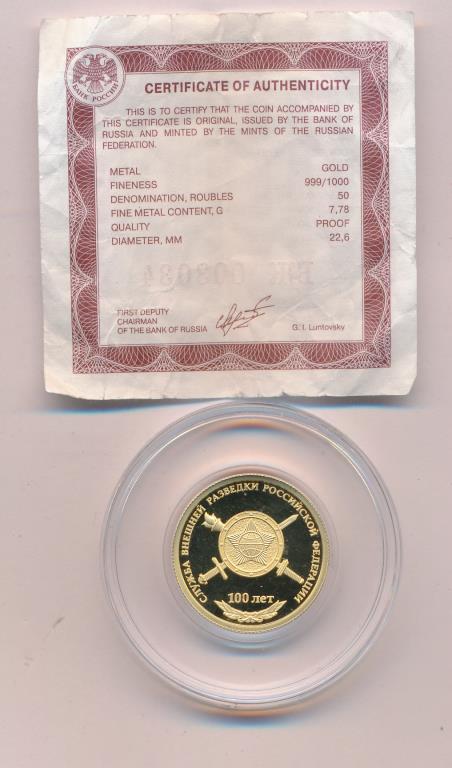 БАНК РОССИИ
CERTIFICATE OF AUTHENTICITY
THIS IS TO CERTIFY THAT THE COIN ACCOMPANIED BY
THIS CERTIFICATE IS ORIGINAL, ISSUED BY THE BANK OF
RUSSIA AND MINTED BY THE MINTS OF THE RUSSIAN
FEDERATION.
METAL GOLD
FINENESS 999/1000
DENOMINATION, ROUBLES 50
FINE METAL CONTENT, G 7,78
QUALITY PROOF
DIAMETER, MM 22,6
FIRST DEPUTY
CHAIRMAN
OF THE BANK OF RUSSIA G. I. Luntovsky
СЛУЖБА ВНЕШНЕЙ РАЗВЕДКИ РОССИЙСКОЙ ФЕДЕРАЦИИ
100 лет